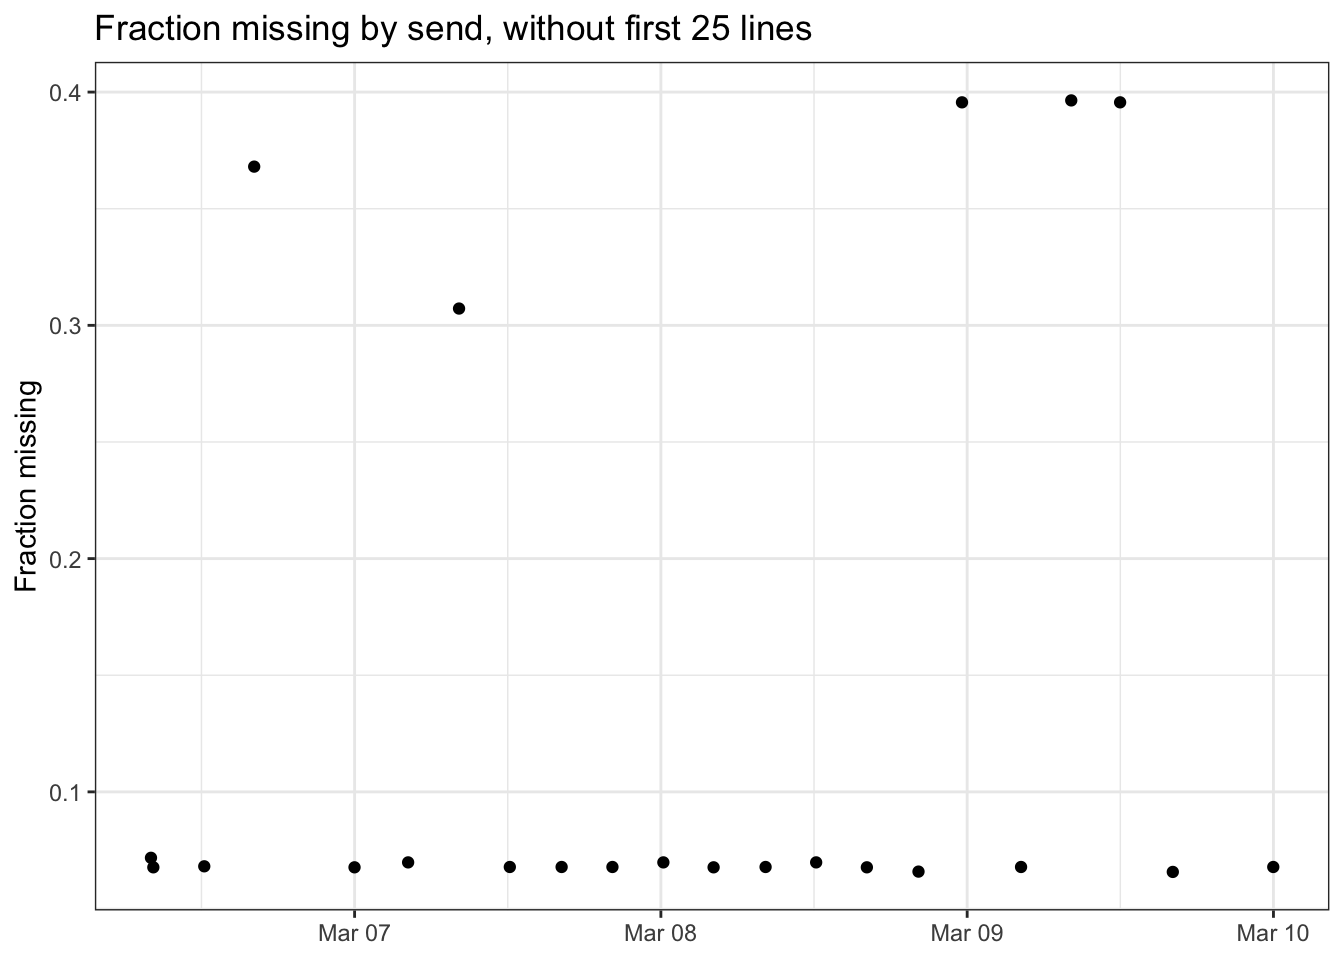 Fraction missing by send, without first 25 lines
Fraction missing
0.4
0.3
0.2
0.1
Mar 07
Mar 08
Mar 09
Mar 10